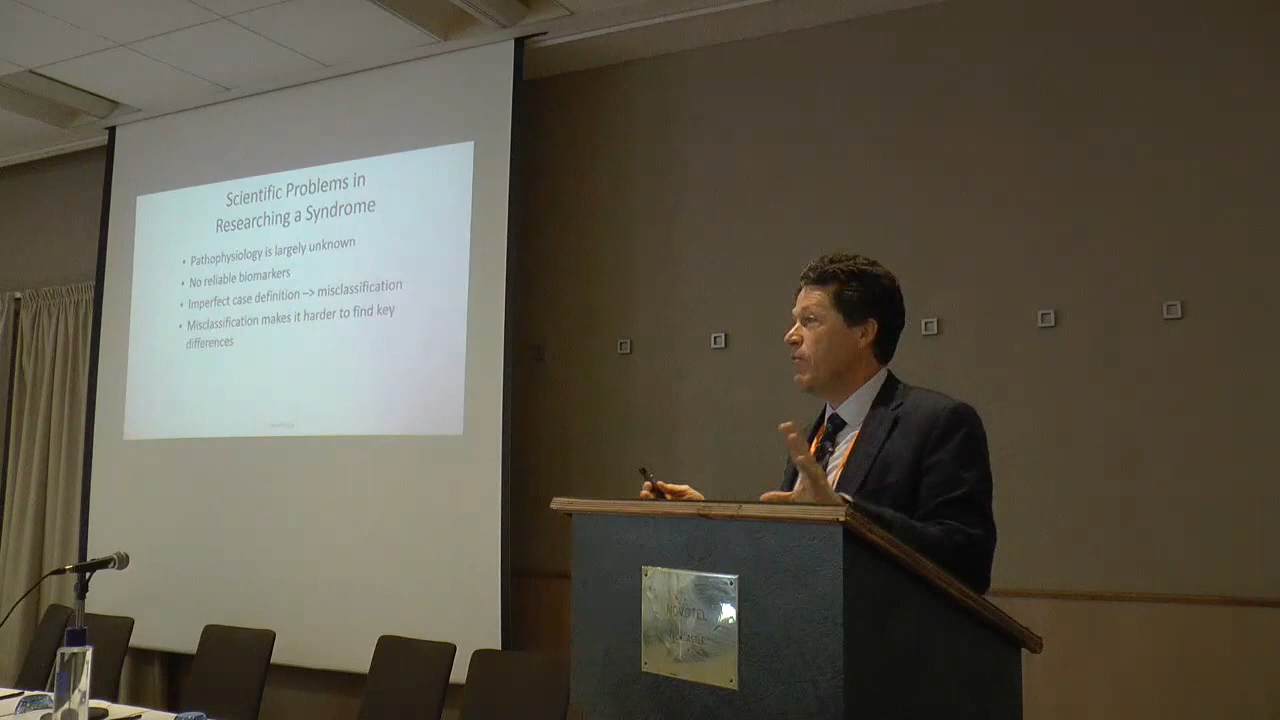 Scientific Problems in
Researching a Syndrome
• Pathophysiology is largely unknown
• No reliable biomarkers
• Imperfect case definition –> misclassification
• Misclassification makes it harder to find key
differences
NOVOTEL